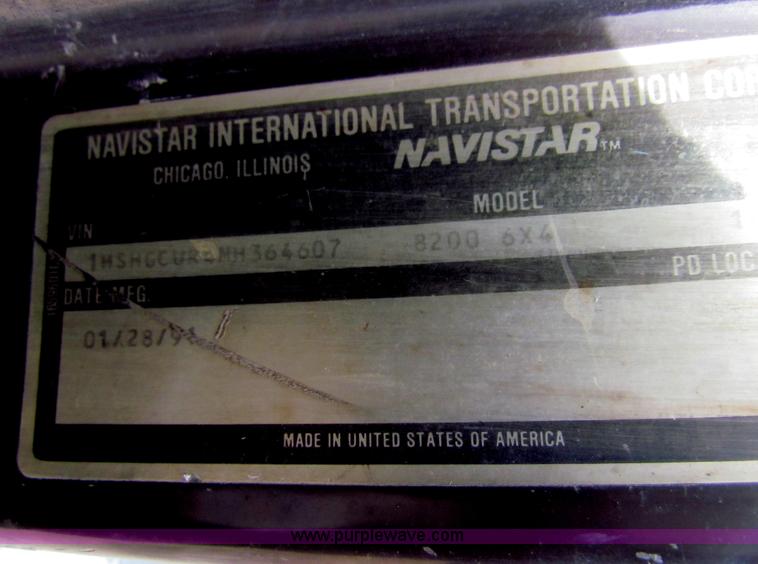 NAVISTAR INTERNATIONAL TRANSPORTATION
CHICAGO, ILLINOIS NAVISTAR™
VIN MODEL
8200 6X4
DATE MFG. PD LOC
MADE IN UNITED STATES OF AMERICA
www.purplewave.com